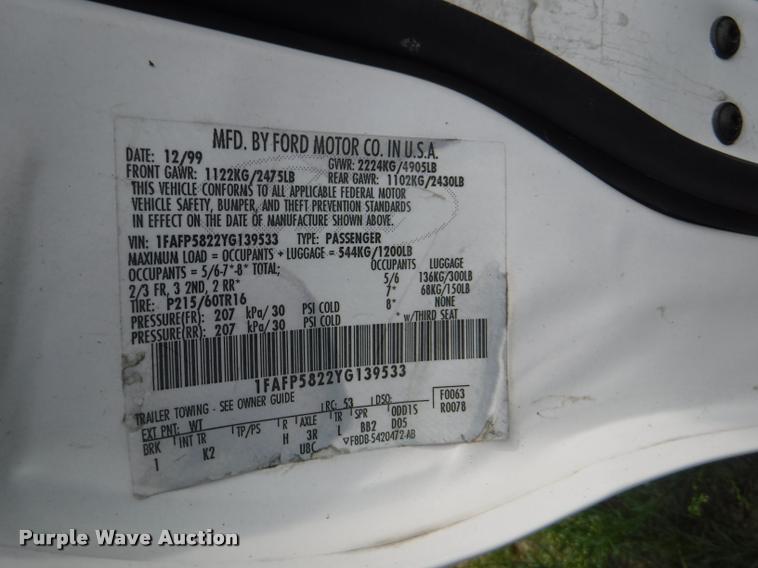 MFD. BY FORD MOTOR CO. IN U.S.A.
DATE: 12/99 GVWR: 2224KG/4905LB
FRONT GAWR: 1122KG/2475LB REAR GAWR: 1102KG/2430LB
THIS VEHICLE CONFORMS TO ALL APPLICABLE FEDERAL MOTOR
VEHICLE SAFETY, BUMPER, AND THEFT PREVENTION STANDARDS
IN EFFECT ON THE DATE OF MANUFACTURE SHOWN ABOVE.
VIN: 1FAFP5822YG139533 TYPE: PASSENGER
MAXIMUM LOAD = OCCUPANTS + LUGGAGE = 544KG/1200LB
OCCUPANTS = 5/6-7*-8* TOTAL; OCCUPANTS LUGGAGE
2/3 FR, 3 2ND, 2 RR* 5/6 136KG/300LB
TIRE: P215/60TR16 7* 68KG/150LB
PRESSURE(FR): 207 kPa/ 30 PSI COLD 8* NONE
PRESSURE(RR): 207 kPa/ 30 PSI COLD * w/THIRD SEAT
1FAFP5822YG139533
TRAILER TOWING - SEE OWNER GUIDE RC: 53 DSO: F0063
EXT PNT: WT R0078
BRK INT TR TP/PS R AXLE TR SPR ODD1S
1 K2 H 3R L BB2 D05
UBC F8DB-5420472-AB
Purple Wave Auction